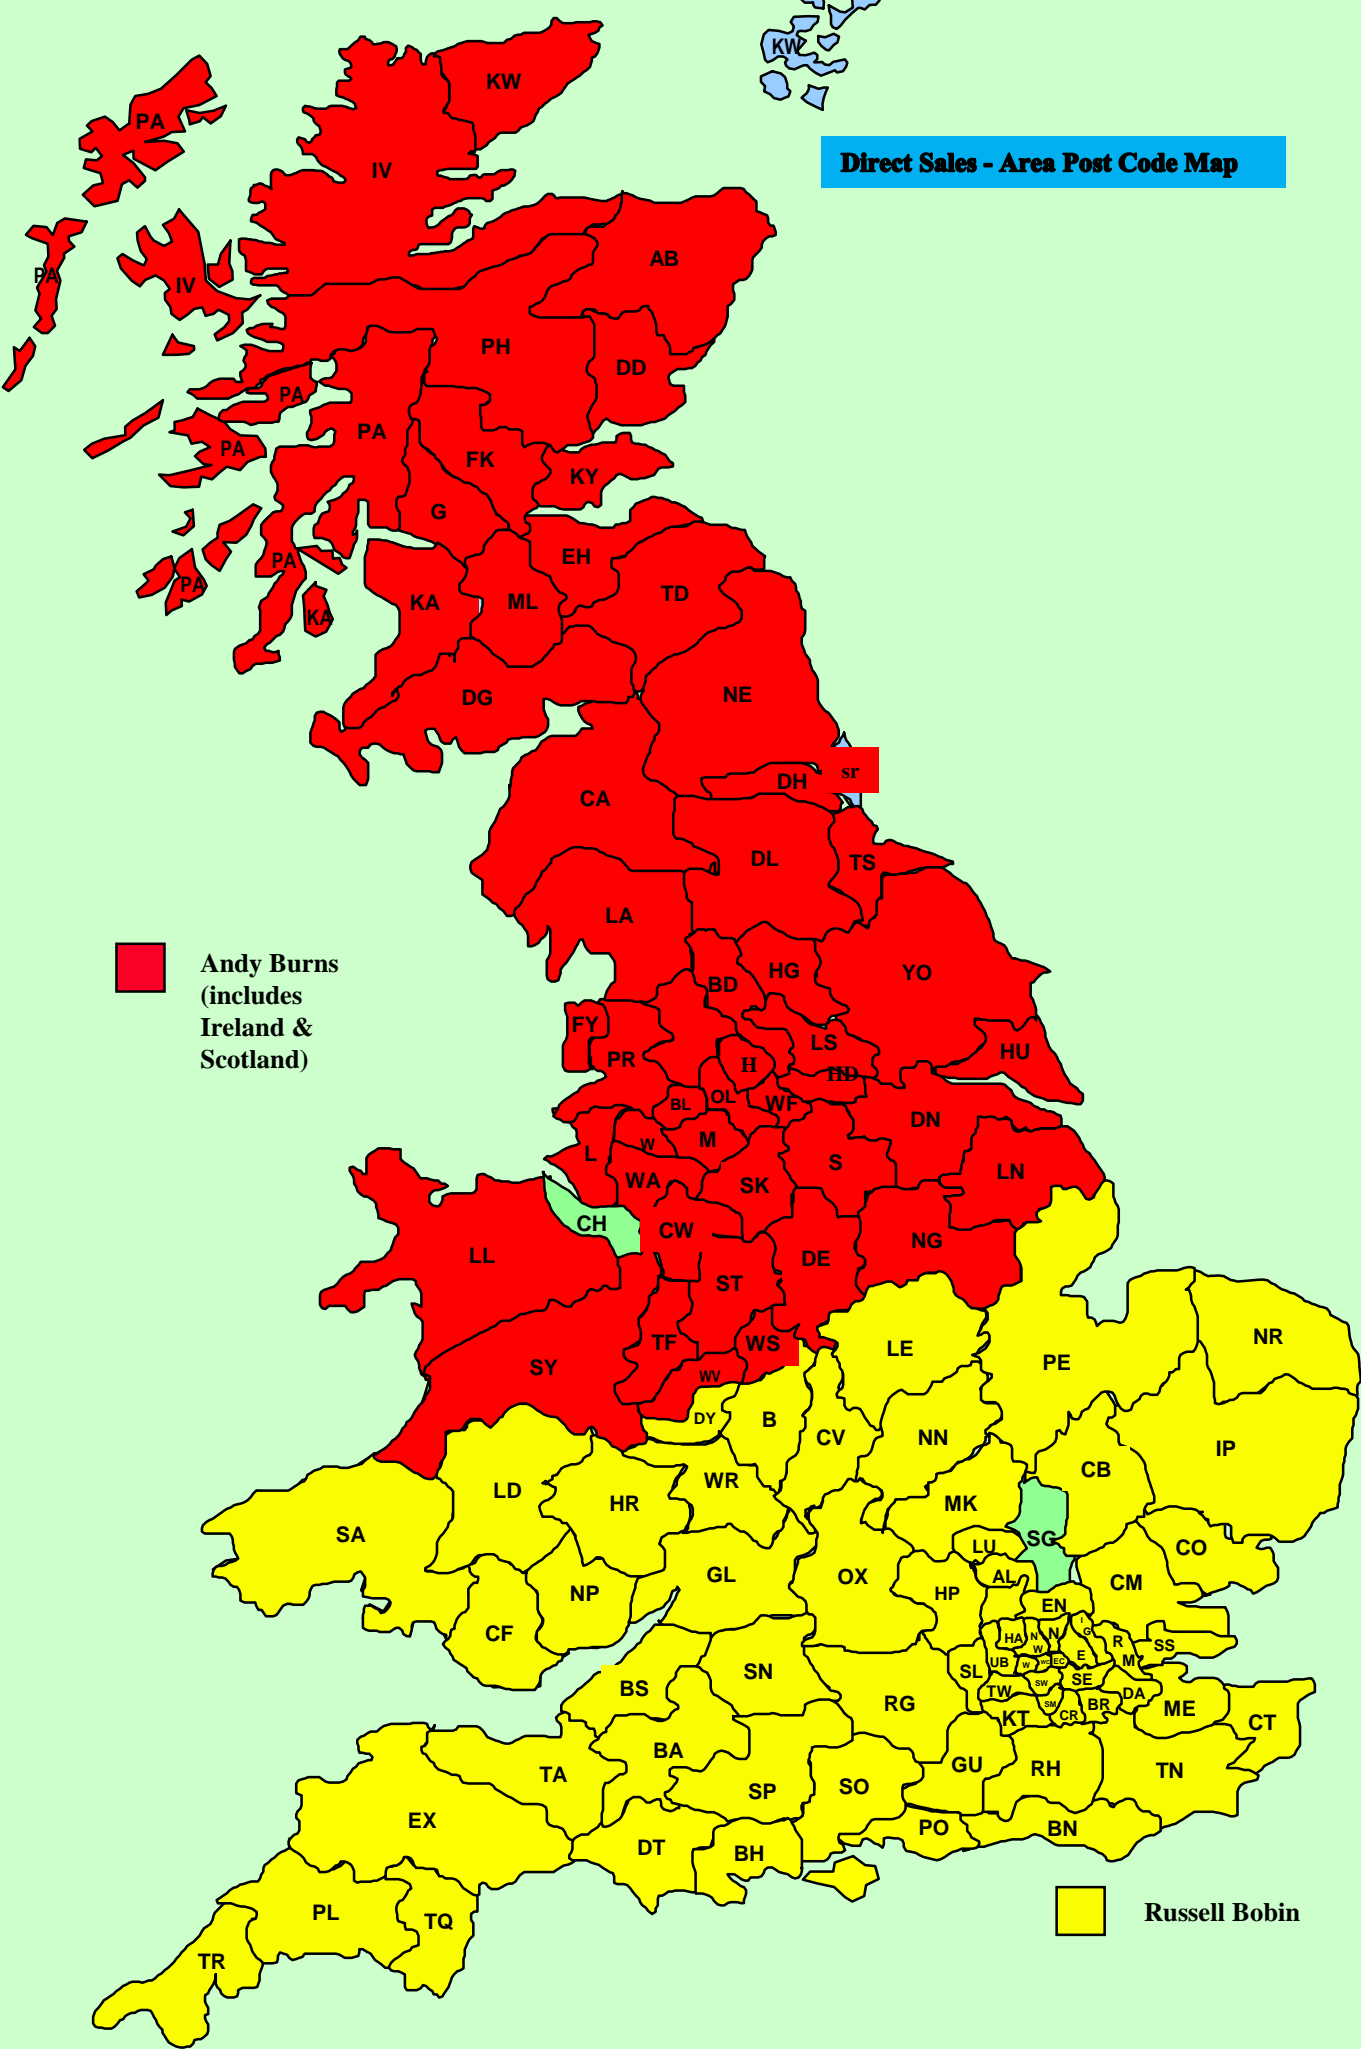 KW
KW
PA
Direct Sales - Area Post Code Map
IV
AB
PA
IV
PH
DD
PA
PA
PA
FK
KY
G
EH
PA
PA
TD
KA
ML
KA
NE
DG
sr
DH
CA
DL
TS
LA
Andy Burns
(includes
Ireland &
Scotland)
HG
YO
BD
FY
LS
HU
PR
H
HD
OL
BL
WF
DN
M
W
L
S
LN
WA
SK
CH
CW
NG
LL
DE
ST
NR
TF
WS
LE
PE
SY
WV
DY
B
CV
NN
IP
CB
WR
LD
HR
MK
SA
SG
LU
CO
GL
OX
AL
CM
NP
HP
EN
I
G
CF
HA
N
W
N
R
M
SS
E
UB
W
WC
EC
SN
SL
SE
BS
SW
TW
DA
RG
SM
BR
ME
KT
CR
CT
BA
GU
RH
TN
TA
SP
SO
EX
PO
BN
DT
BH
PL
TQ
Russell Bobin
TR